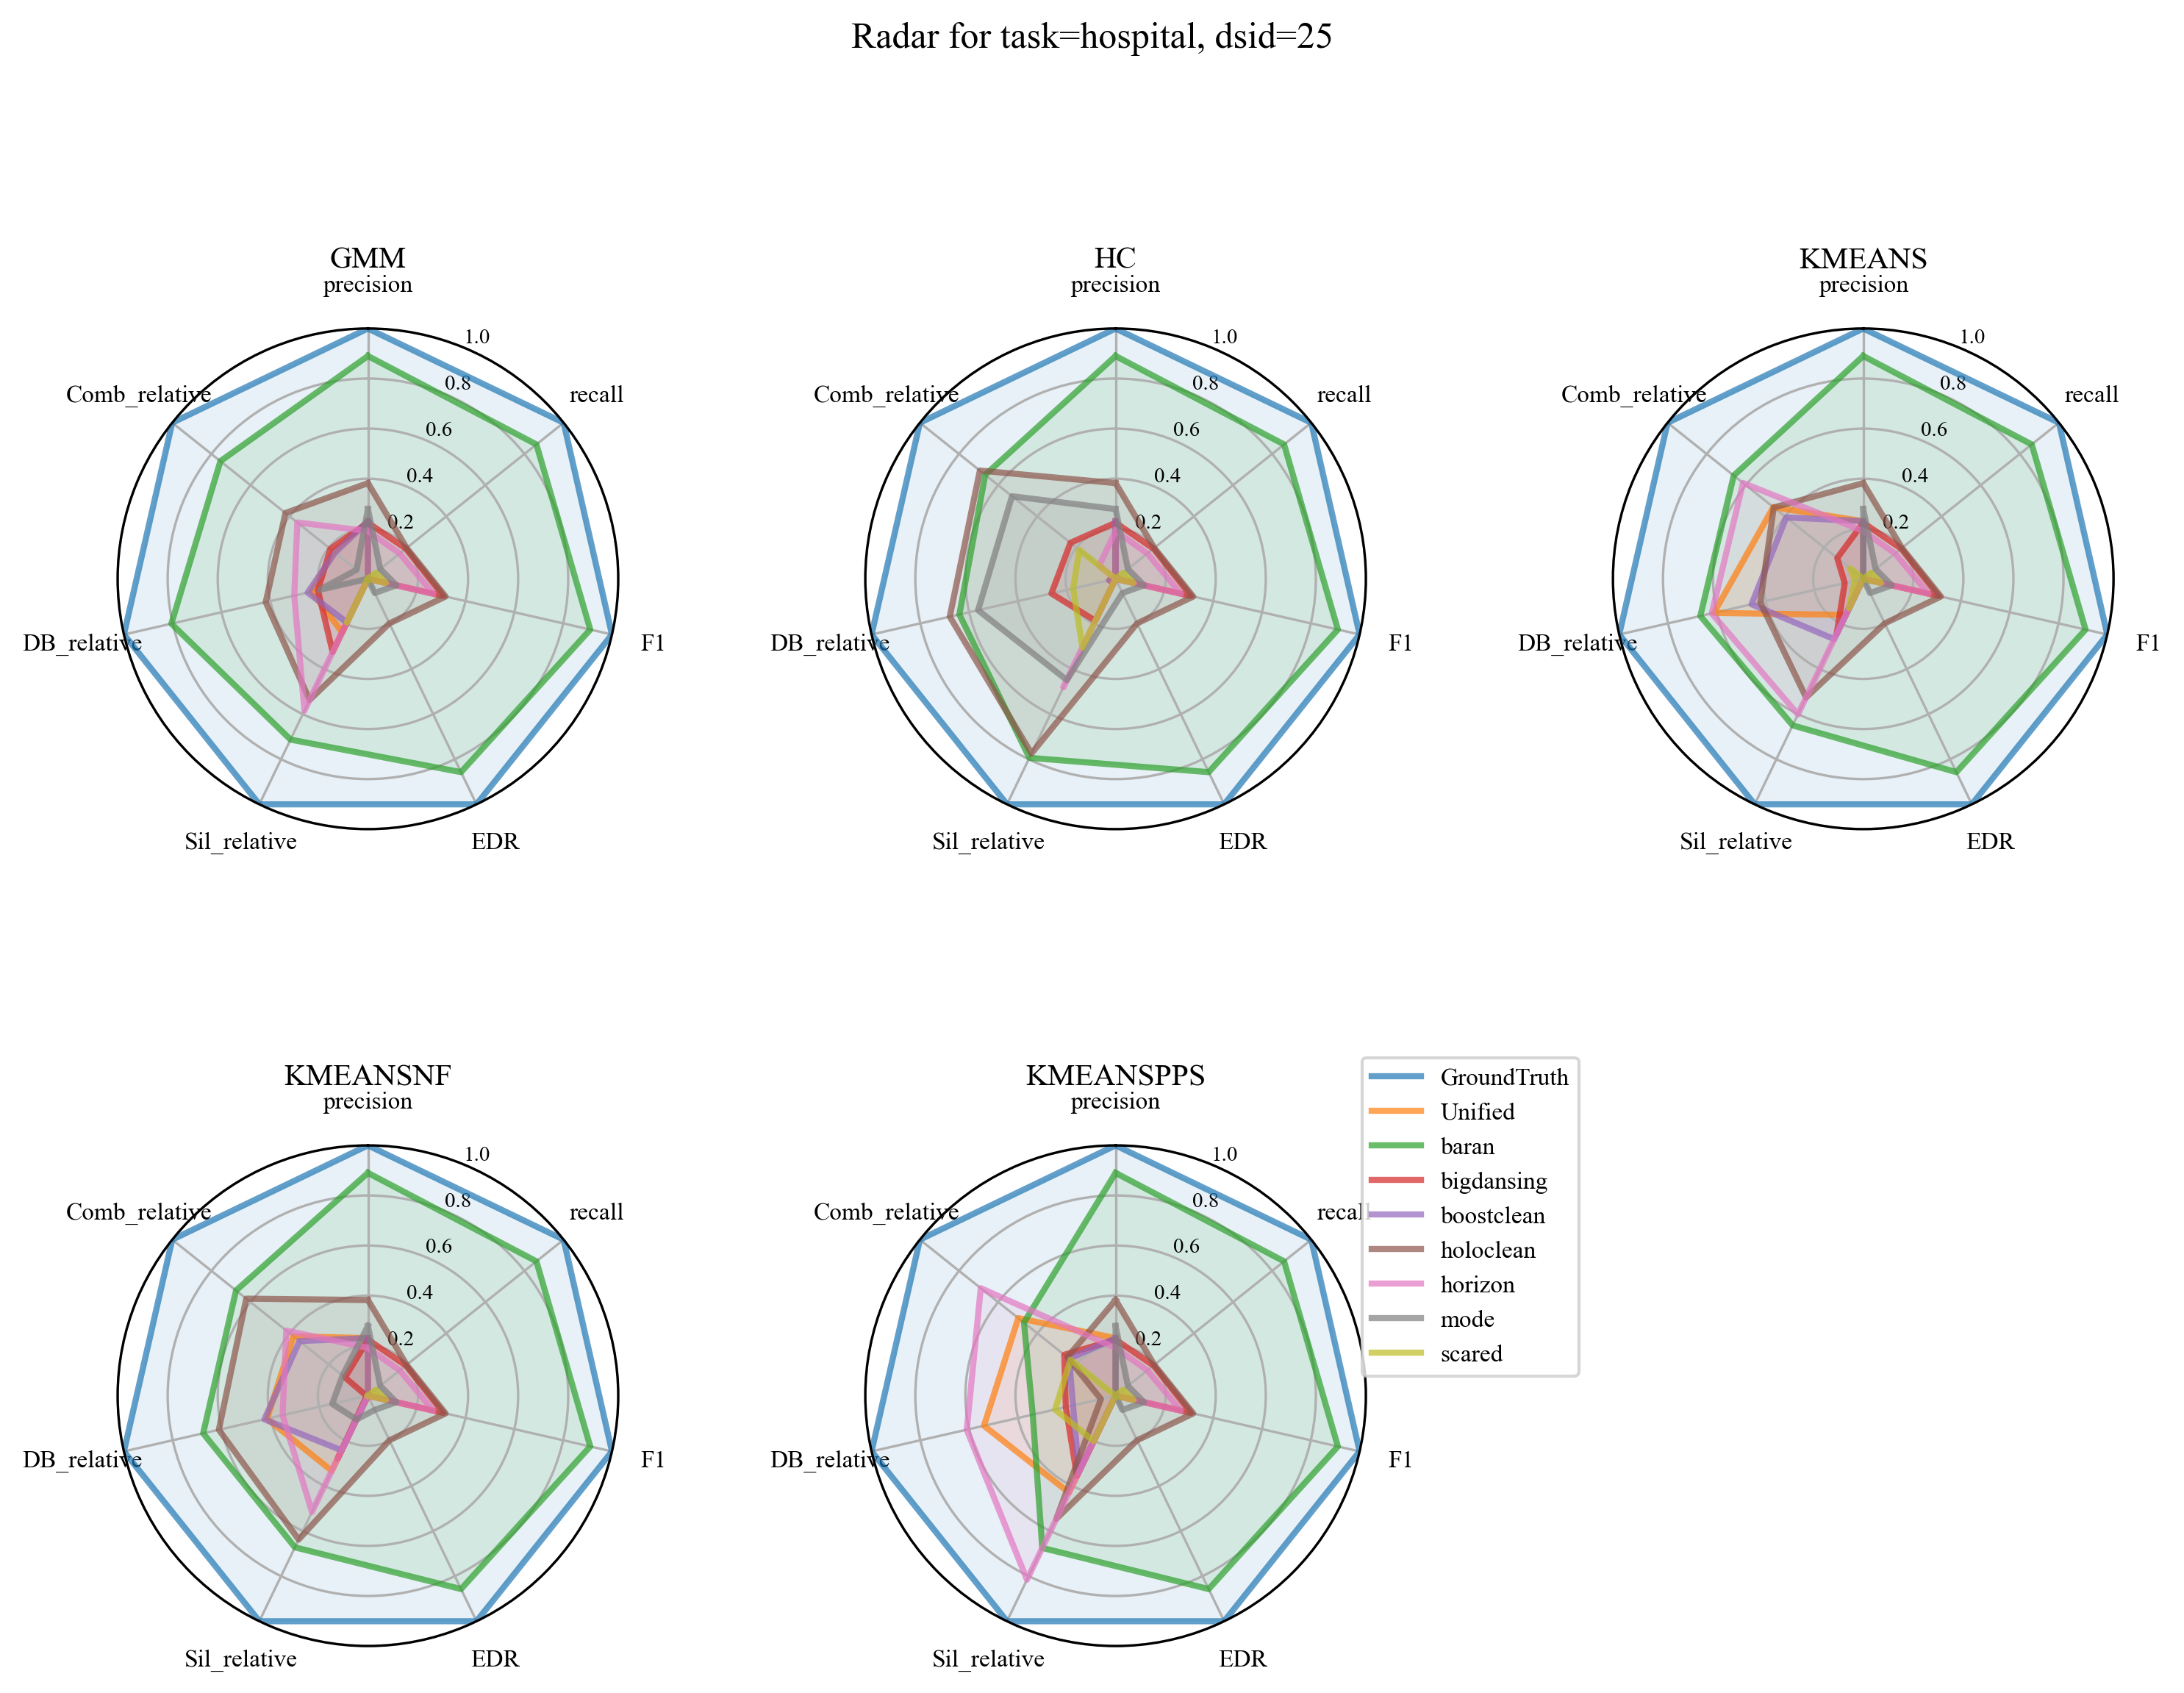 Radar for task=hospital, dsid=25
GMM
precision
1.0
0.8
0.6
0.4
0.2
Comb_relative
recall
DB_relative
F1
Sil_relative
EDR
HC
precision
1.0
0.8
0.6
0.4
0.2
Comb_relative
recall
DB_relative
F1
Sil_relative
EDR
KMEANS
precision
1.0
0.8
0.6
0.4
0.2
Comb_relative
recall
DB_relative
F1
Sil_relative
EDR
KMEANSNF
precision
1.0
0.8
0.6
0.4
0.2
Comb_relative
recall
DB_relative
F1
Sil_relative
EDR
KMEANSPPS
precision
1.0
0.8
0.6
0.4
0.2
Comb_relative
recall
DB_relative
F1
Sil_relative
EDR
GroundTruth
Unified
baran
bigdansing
boostclean
holoclean
horizon
mode
scared